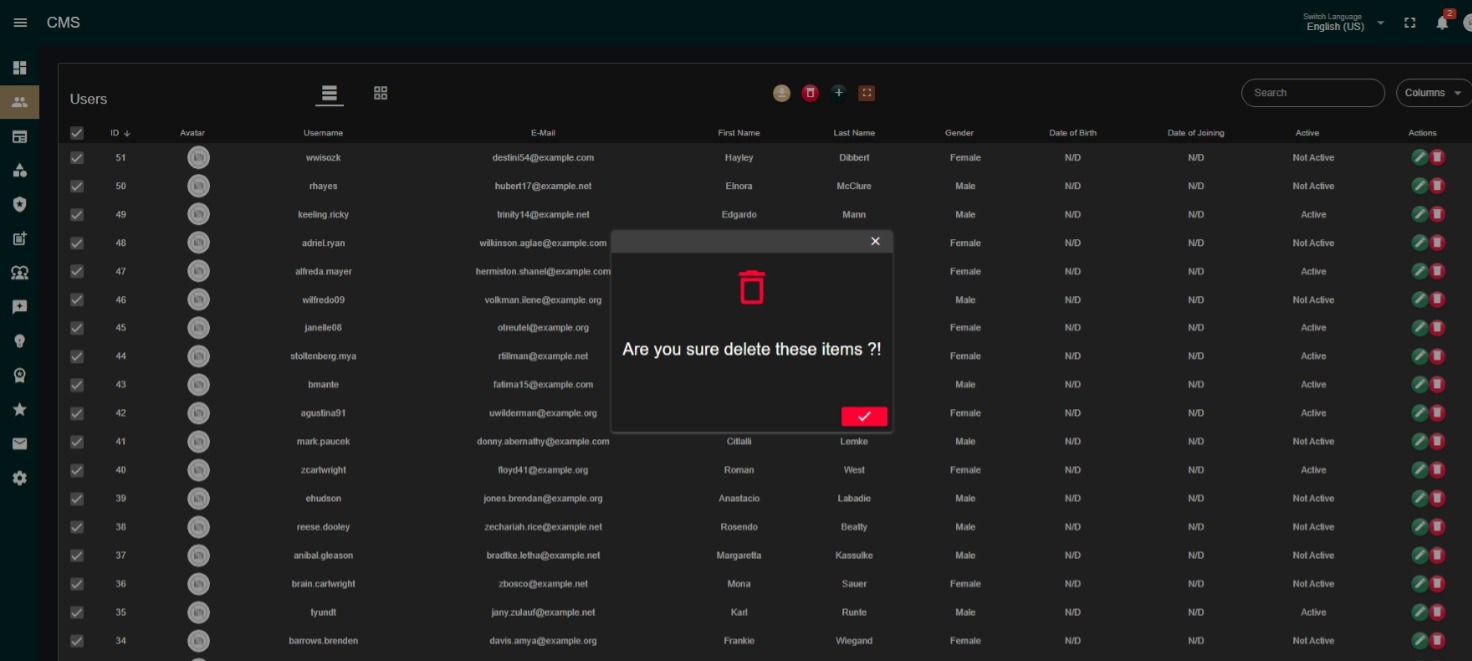 CMS
Switch Language
English (US)
2
Users
Search
Columns
ID Avatar Username E-Mail First Name Last Name Gender Date of Birth Date of Joining Active Actions
51 wwisozk destini54@example.com Hayley Dibbert Female N/D N/D Not Active
50 rhayes hubert17@example.net Elnora McClure Male N/D N/D Not Active
49 keeling.ricky trinity14@example.net Edgardo Mann Male N/D N/D Active
48 adriel.ryan wilkinson.aglae@example.com Female N/D N/D Not Active
47 alfreda.mayer hermiston.shanel@example.com Female N/D N/D Active
46 wilfredo09 volkman.ilene@example.org Male N/D N/D Not Active
45 janelle08 otreutel@example.org Female N/D N/D Active
44 stoltenberg.mya rtillman@example.net Female N/D N/D Active
43 bmante fatima15@example.com Male N/D N/D Active
42 agustina91 uwilderman@example.org Female N/D N/D Active
41 mark.paucek donny.abernathy@example.com Citlalli Lemke Male N/D N/D Not Active
40 zcartwright floyd41@example.org Roman West Female N/D N/D Active
39 ehudson jones.brendan@example.org Anastacio Labadie Male N/D N/D Not Active
38 reese.dooley zechariah.rice@example.net Rosendo Beatty Male N/D N/D Not Active
37 anibal.gleason bradtke.letha@example.net Margaretta Kassulke Male N/D N/D Not Active
36 brain.cartwright zbosco@example.net Mona Sauer Female N/D N/D Not Active
35 tyundt jany.zulauf@example.net Karl Runte Male N/D N/D Active
34 barrows.brenden davis.amya@example.org Frankie Wiegand Female N/D N/D Not Active
Are you sure delete these items ?!